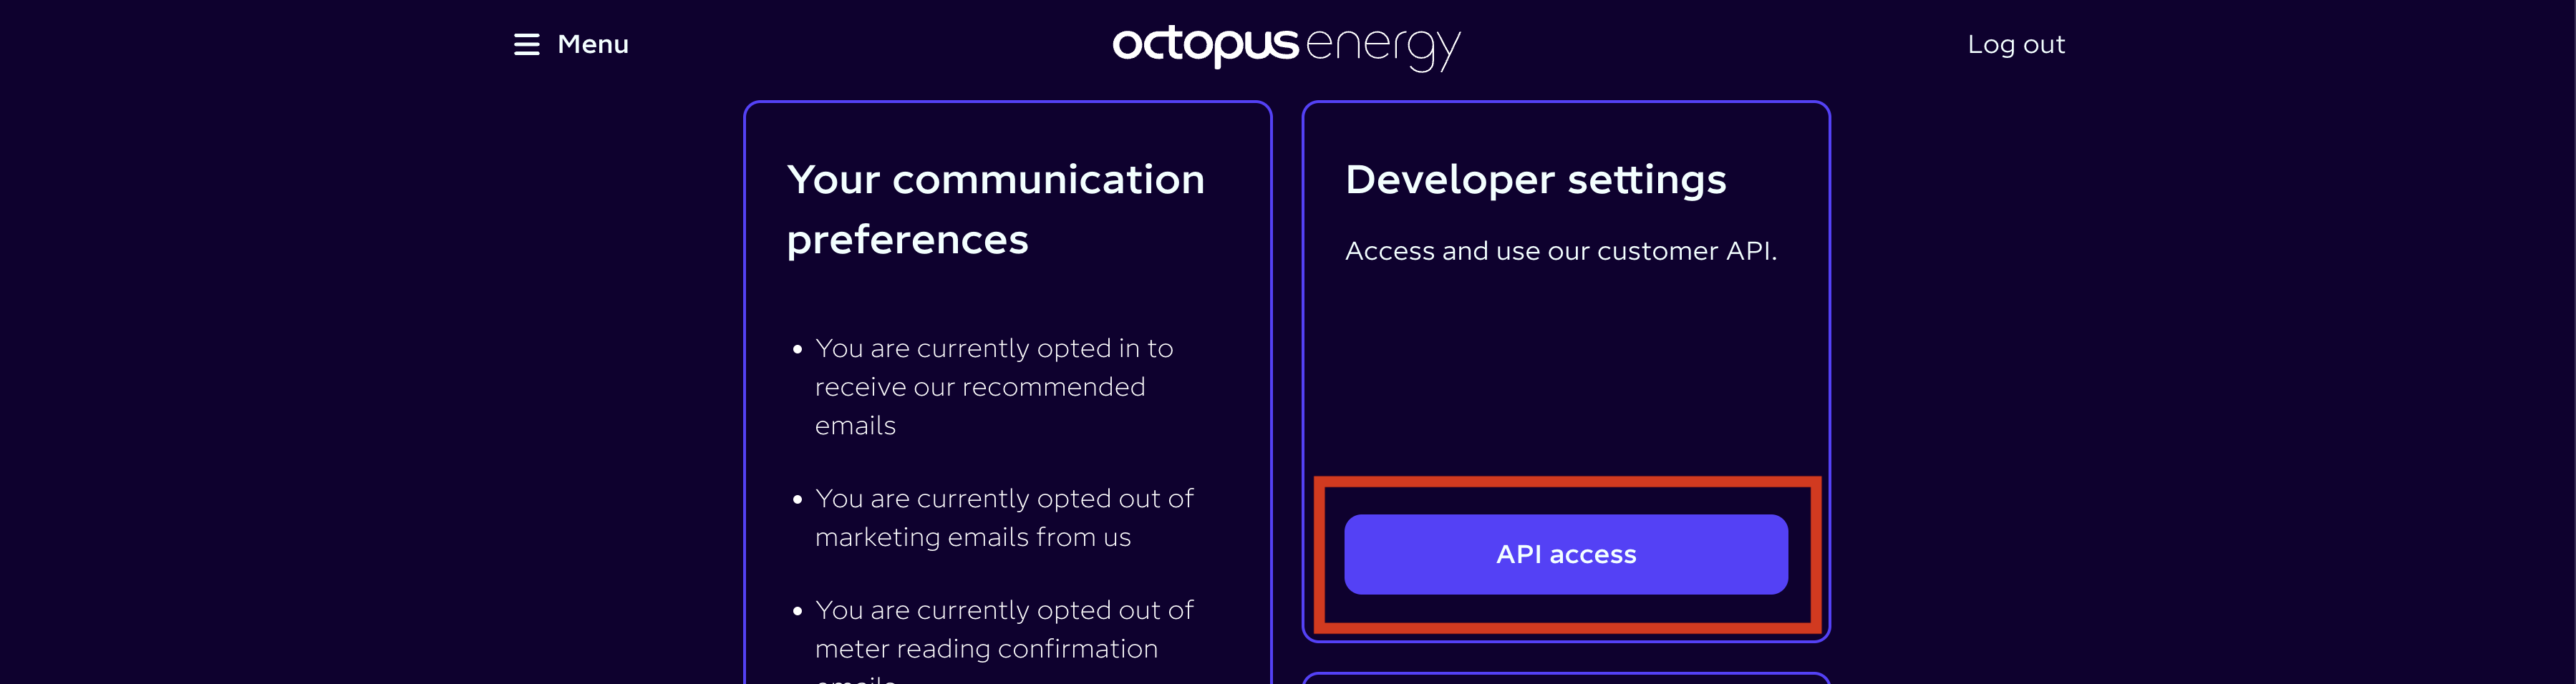 Menu
octopus energy
Log out
Your communication
preferences
You are currently opted in to
receive our recommended
emails
You are currently opted out of
marketing emails from us
You are currently opted out of
meter reading confirmation
Developer settings
Access and use our customer API.
API access